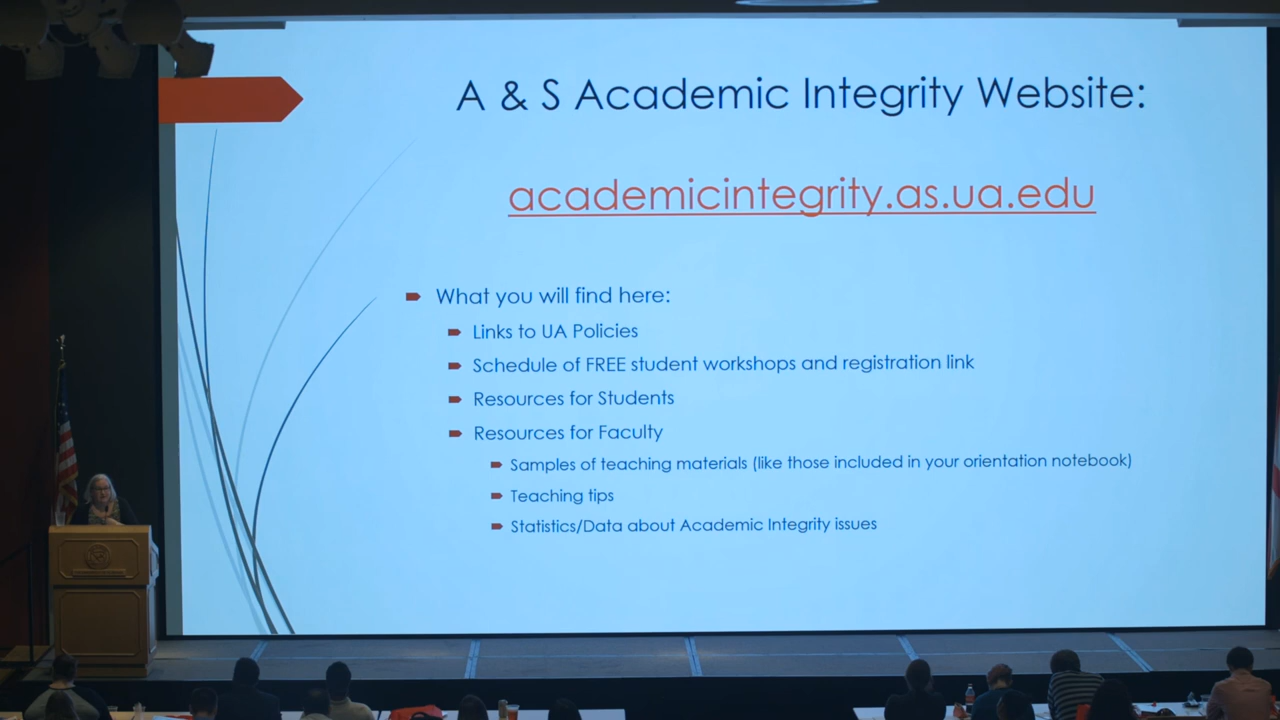 A & S Academic Integrity Website:
academicintegrity.as.ua.edu
What you will find here:
Links to UA Policies
Schedule of FREE student workshops and registration link
Resources for Students
Resources for Faculty
Samples of teaching materials (like those included in your orientation notebook)
Teaching tips
Statistics/Data about Academic Integrity issues